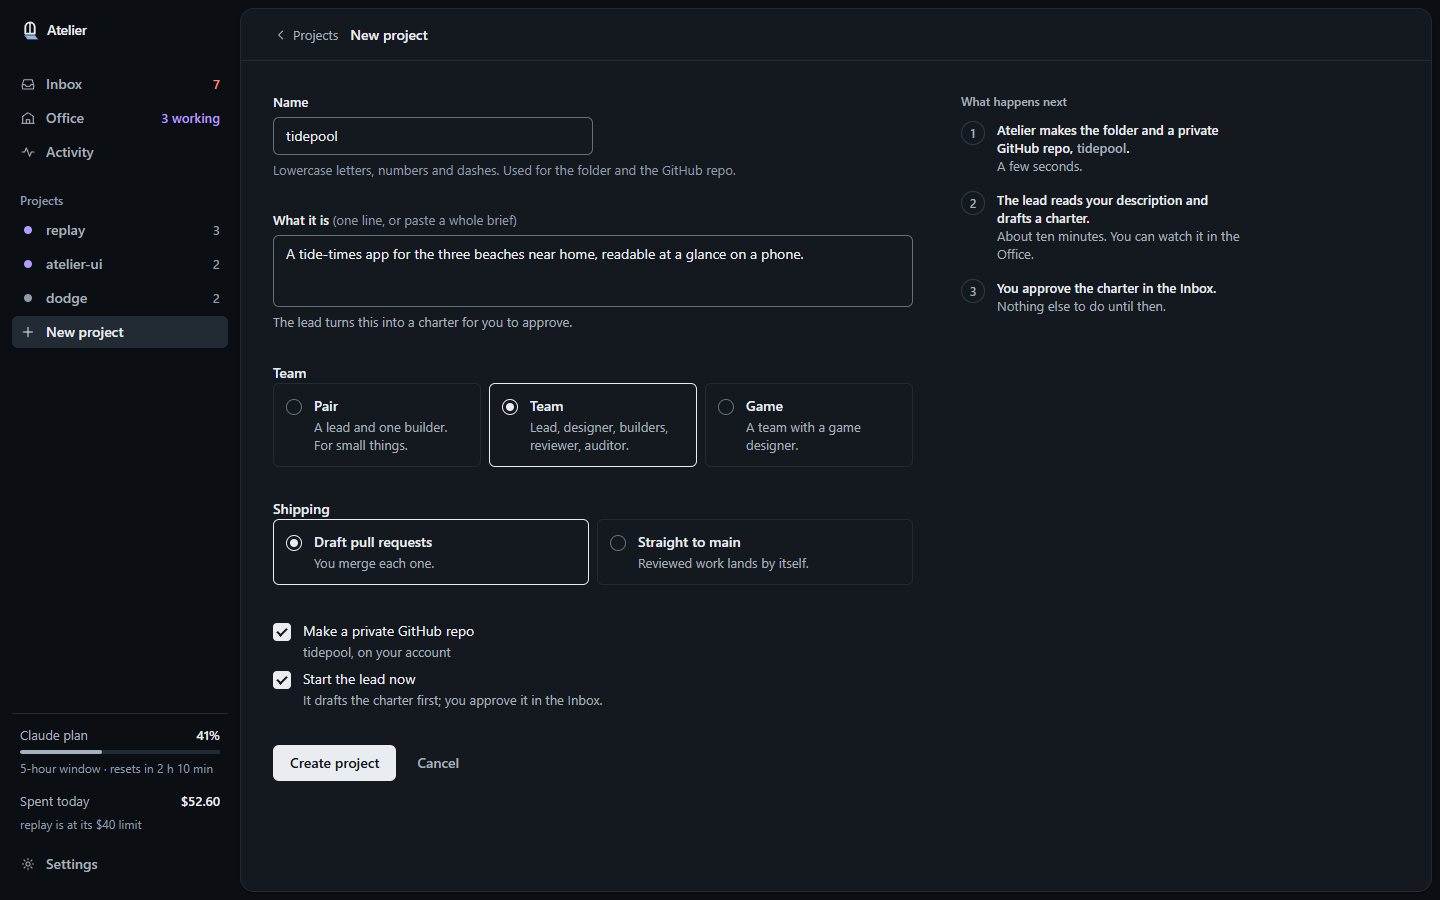 Atelier
Inbox 7
Office 3 working
Activity
Projects
replay 3
atelier-ui 2
dodge 2
New project
Claude plan 41%
5-hour window · resets in 2 h 10 min
Spent today $52.60
replay is at its $40 limit
Settings
Projects New project
Name
tidepool
Lowercase letters, numbers and dashes. Used for the folder and the GitHub repo.
What it is (one line, or paste a whole brief)
A tide-times app for the three beaches near home, readable at a glance on a phone.
The lead turns this into a charter for you to approve.
Team
Pair
A lead and one builder.
For small things.
Team
Lead, designer, builders,
reviewer, auditor.
Game
A team with a game
designer.
Shipping
Draft pull requests
You merge each one.
Straight to main
Reviewed work lands by itself.
Make a private GitHub repo
tidepool, on your account
Start the lead now
It drafts the charter first; you approve it in the Inbox.
Create project
Cancel
What happens next
1 Atelier makes the folder and a private
GitHub repo, tidepool.
A few seconds.
2 The lead reads your description and
drafts a charter.
About ten minutes. You can watch it in the
Office.
3 You approve the charter in the Inbox.
Nothing else to do until then.